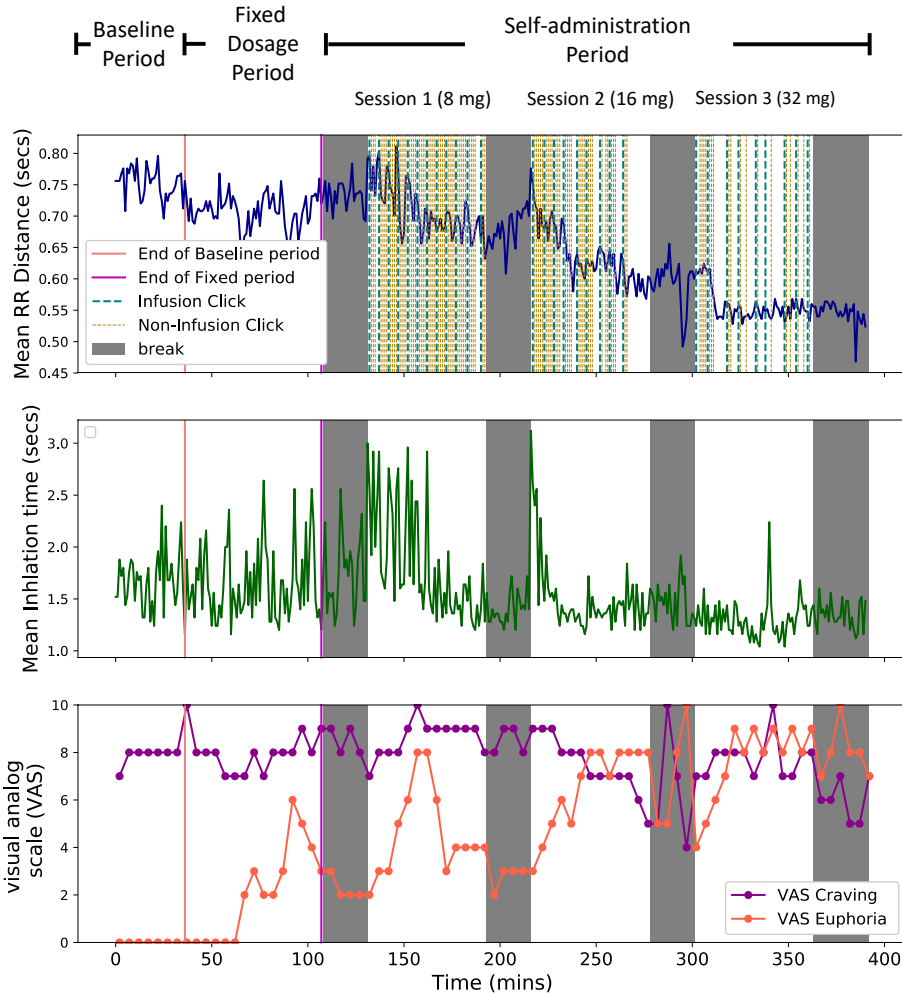 Baseline
Period
Fixed
Dosage
Period
Self-administration
Period
Session 1 (8 mg)
Session 2 (16 mg)
Session 3 (32 mg)
Mean RR Distance (secs)
0.80
0.75
0.70
0.65
0.60
0.55
0.50
0.45
End of Baseline period
End of Fixed period
Infusion Click
Non-Infusion Click
break
Mean Inhlation time (secs)
3.0
2.5
2.0
1.5
1.0
visual analog
scale (VAS)
10
8
6
4
2
0
VAS Craving
VAS Euphoria
0 50 100 150 200 250 300 350 400
Time (mins)